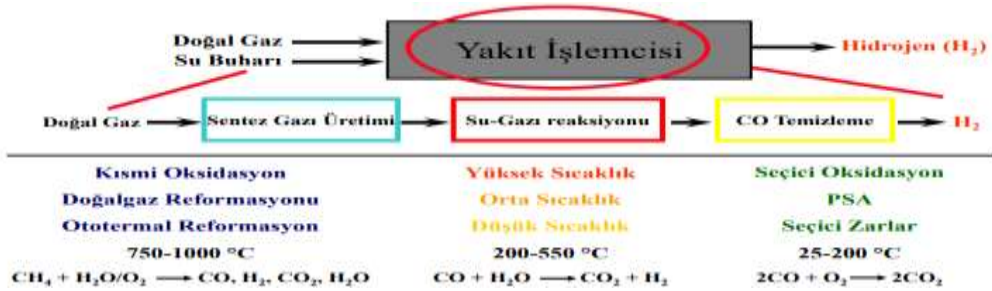 Doğal Gaz
Su Buharı
Yakıt İşlemcisi
Hidrojen (H₂)
Doğal Gaz
Sentez Gazı Üretimi
Su-Gazı reaksiyonu
CO Temizleme
H₂
Kısmi Oksidasyon
Doğalgaz Reformasyonu
Ototermal Reformasyon
750-1000 °C
CH₄ + H₂O/O₂ → CO, H₂, CO₂, H₂O
Yüksek Sıcaklık
Orta Sıcaklık
Düşük Sıcaklık
200-550 °C
CO + H₂O → CO₂ + H₂
Seçici Oksidasyon
PSA
Seçici Zarlar
25-200 °C
2CO + O₂ → 2CO₂